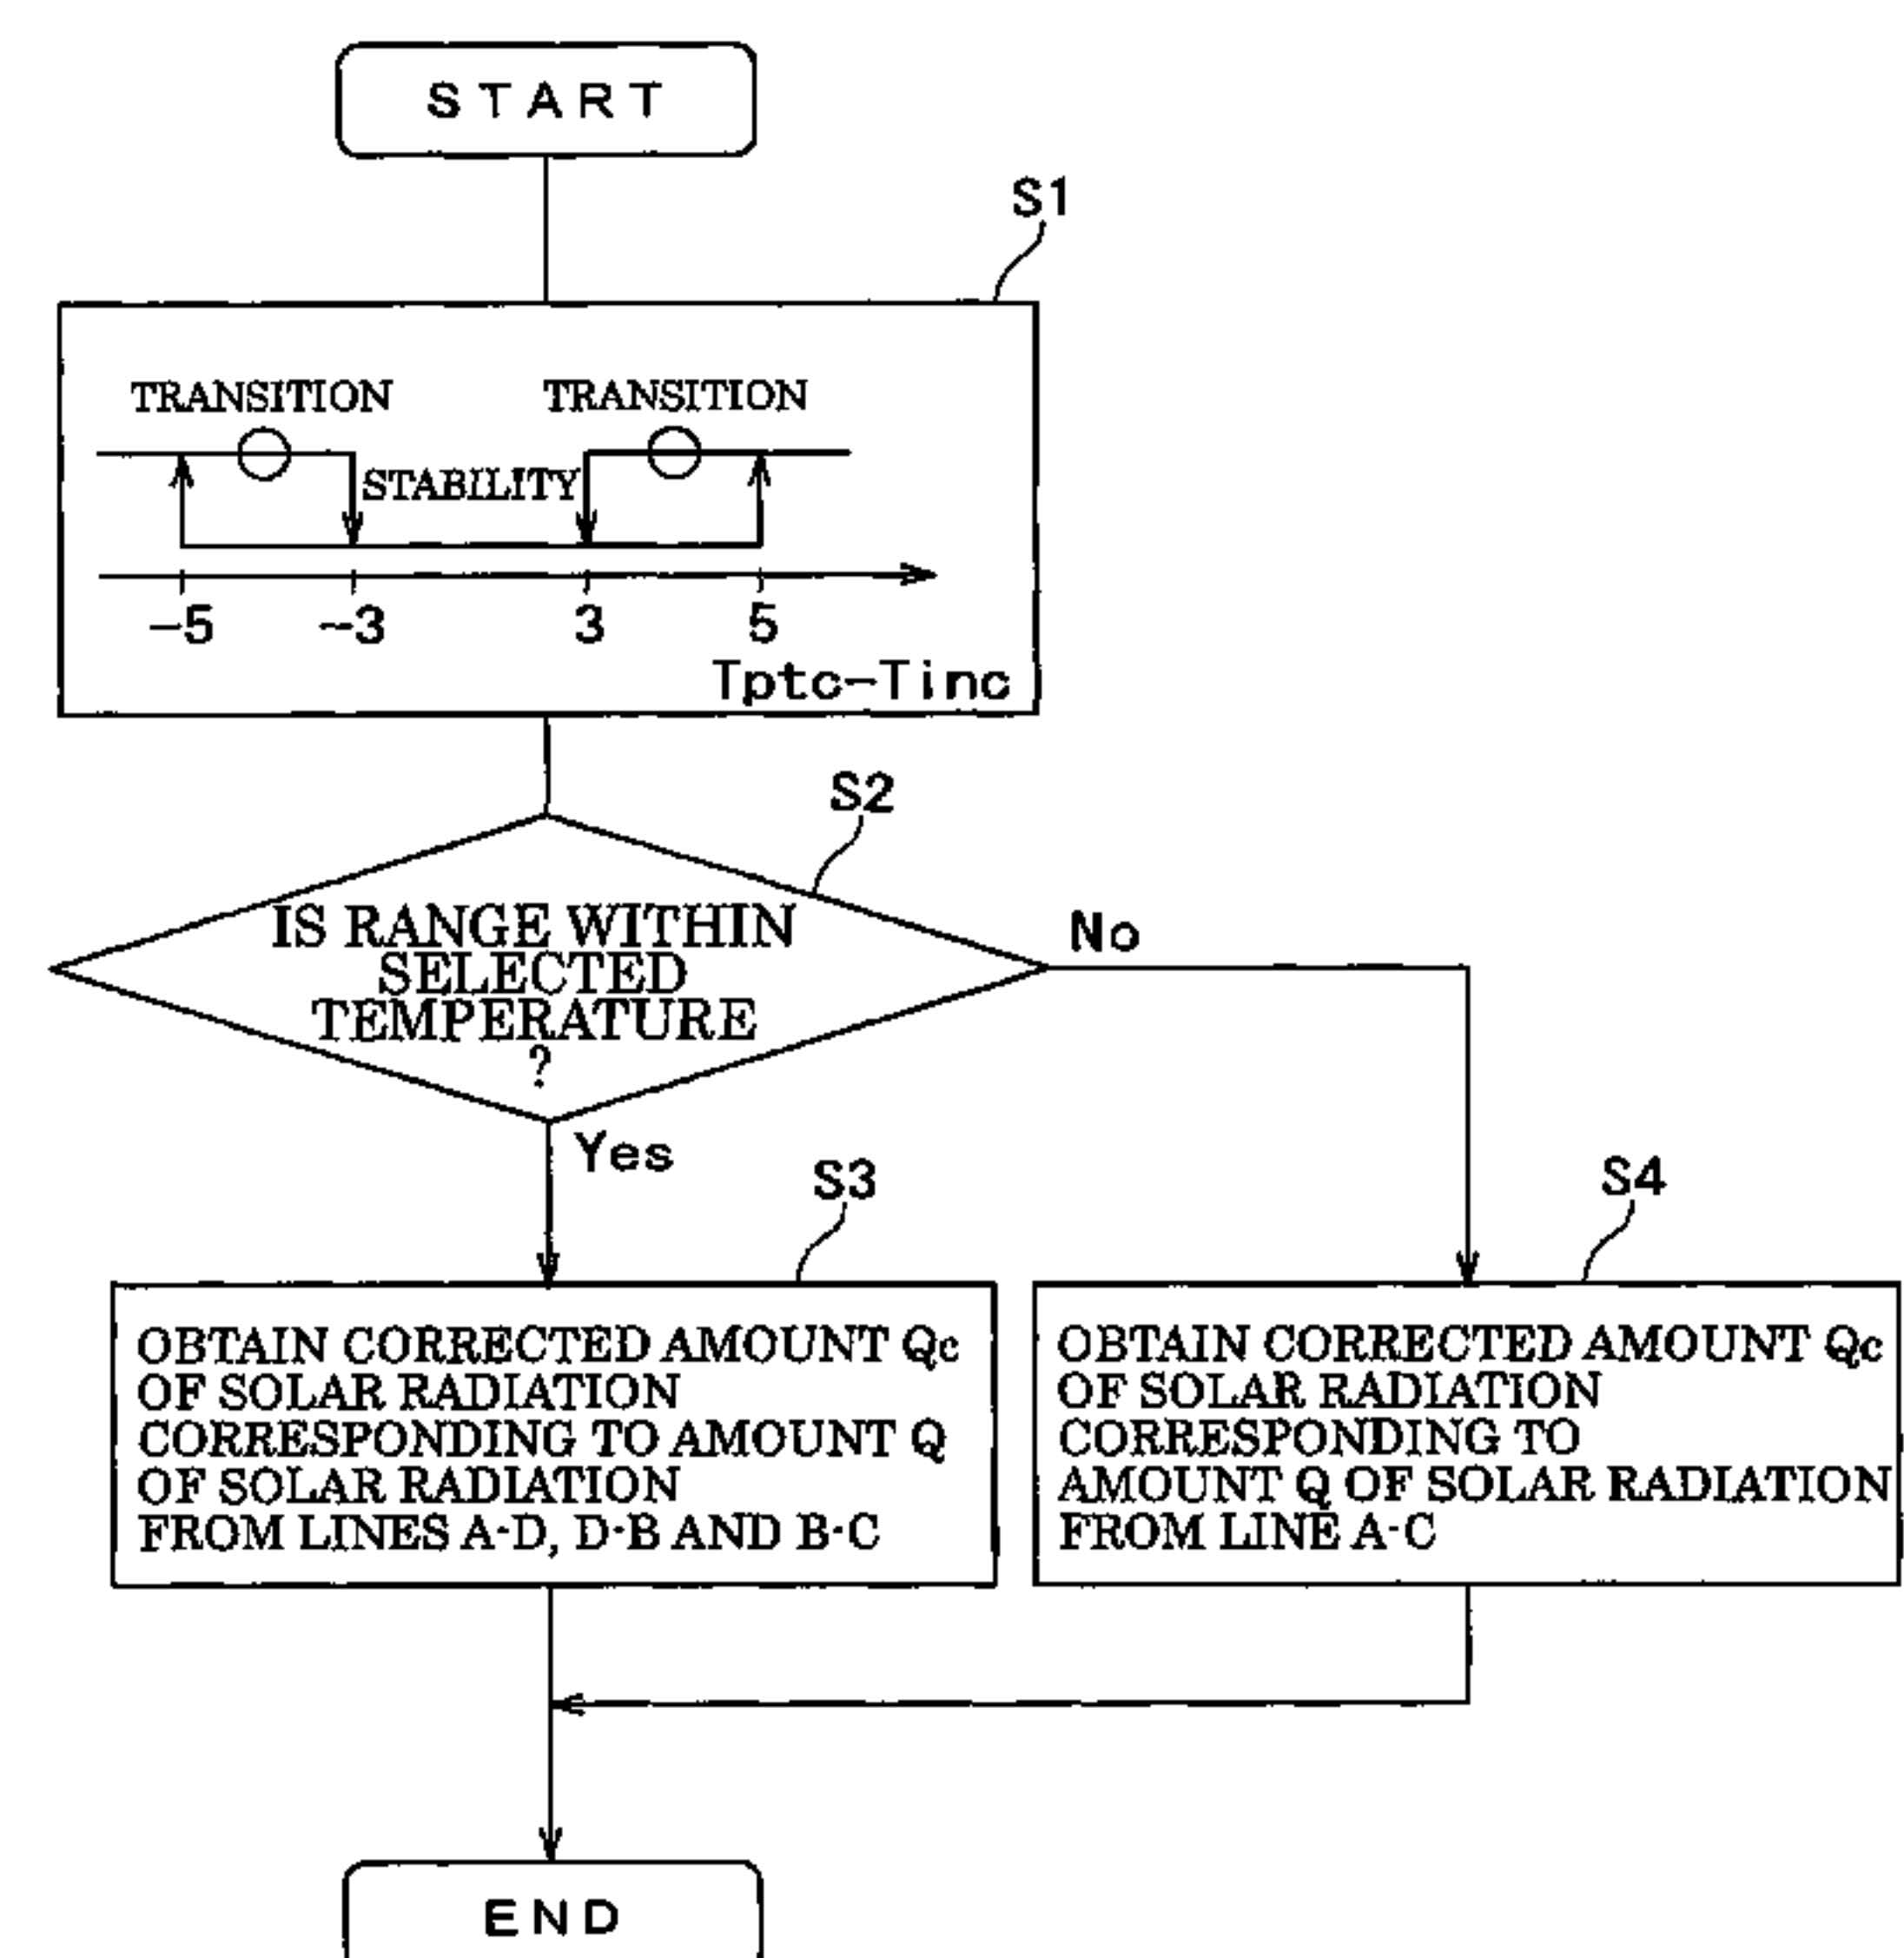 START
S1
TRANSITION TRANSITION
STABILITY
-5 -3 3 5
Tptc-Tinc
S2
IS RANGE WITHIN
SELECTED
TEMPERATURE
?
No
Yes
S3
OBTAIN CORRECTED AMOUNT Qc
OF SOLAR RADIATION
CORRESPONDING TO AMOUNT Q
OF SOLAR RADIATION
FROM LINES A-D, D-B AND B-C
S4
OBTAIN CORRECTED AMOUNT Qc
OF SOLAR RADIATION
CORRESPONDING TO
AMOUNT Q OF SOLAR RADIATION
FROM LINE A-C
END